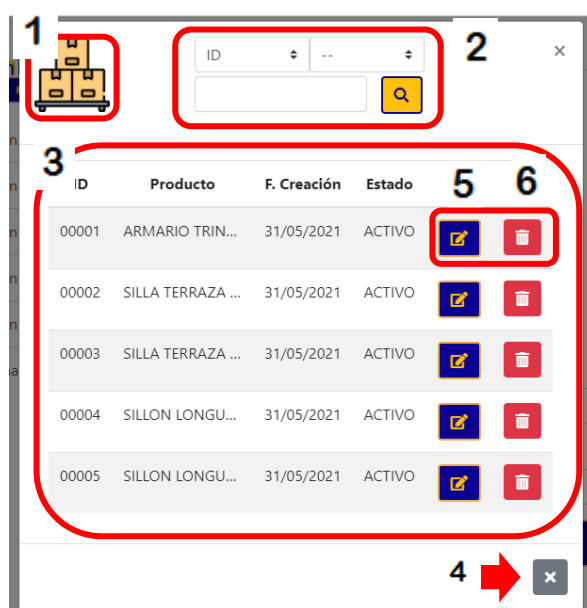 1
2
ID
--
×
3
ID Producto F. Creación Estado 5 6
00001 ARMARIO TRIN... 31/05/2021 ACTIVO
00002 SILLA TERRAZA ... 31/05/2021 ACTIVO
00003 SILLA TERRAZA ... 31/05/2021 ACTIVO
00004 SILLON LONGU... 31/05/2021 ACTIVO
00005 SILLON LONGU... 31/05/2021 ACTIVO
4
×